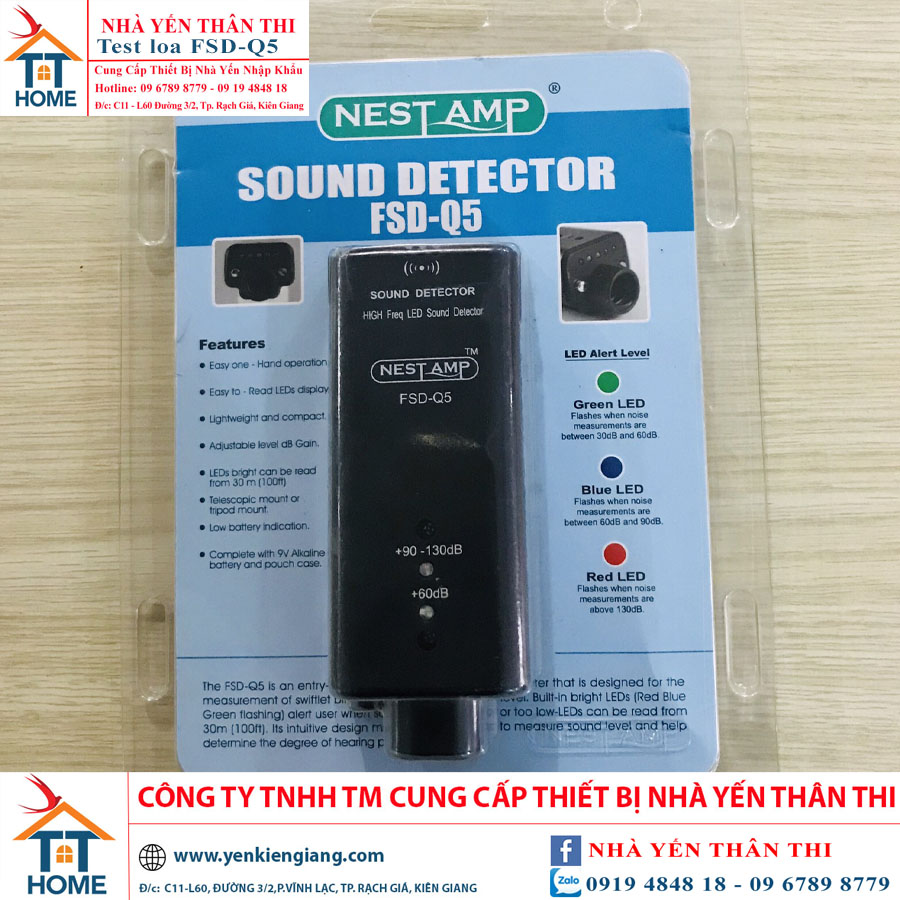 NHÀ YẾN THÂN THI
Test loa FSD-Q5
Cung Cấp Thiết Bị Nhà Yến Nhập Khẩu
Hotline: 09 6789 8779 - 09 19 4848 18
Đ/c: C11 - L60 Đường 3/2, Tp. Rạch Giá, Kiên Giang
TT
HOME
NEST AMP ®
SOUND DETECTOR
FSD-Q5
SOUND DETECTOR
HIGH Freq LED Sound Detector
NEST AMP TM
FSD-Q5
+90 -130dB
+60dB
Features
• Easy one - Hand operation
• Easy to - Read LEDs display
• Lightweight and compact.
• Adjustable level dB Gain.
• LEDs bright can be read
from 30 m (100ft)
• Telescopic mount or
tripod mount.
• Low battery indication.
• Complete with 9V Alkaline
battery and pouch case.
LED Alert Level
Green LED
Flashes when noise
measurements are
between 30dB and 60dB.
Blue LED
Flashes when noise
measurements are
between 60dB and 90dB.
Red LED
Flashes when noise
measurements are
above 130dB.
The FSD-Q5 is an entry- ter that is designed for the
measurement of swiftlet Built-in bright LEDs (Red Blue
Green flashing) alert user when or too low-LEDs can be read from
30m (100ft). Its intuitive design to measure sound level and help
determine the degree of hearing
NEST AMP
TT
HOME
CÔNG TY TNHH TM CUNG CẤP THIẾT BỊ NHÀ YẾN THÂN THI
www.yenkiengiang.com
Đ/c: C11-L60, ĐƯỜNG 3/2,P.VĨNH LẠC, TP. RẠCH GIÁ, KIÊN GIANG
f NHÀ YẾN THÂN THI
Zalo 0919 4848 18 - 09 6789 8779